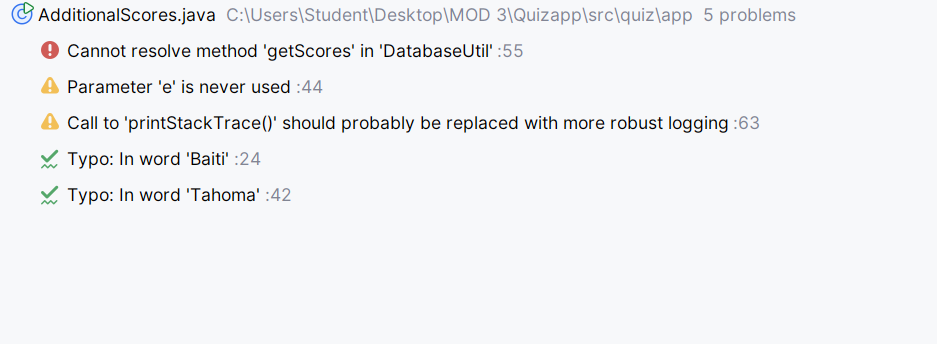 AdditionalScores.java C:\Users\Student\Desktop\MOD 3\Quizapp\src\quiz\app 5 problems
Cannot resolve method 'getScores' in 'DatabaseUtil' :55
Parameter 'e' is never used :44
Call to 'printStackTrace()' should probably be replaced with more robust logging :63
Typo: In word 'Baiti' :24
Typo: In word 'Tahoma' :42